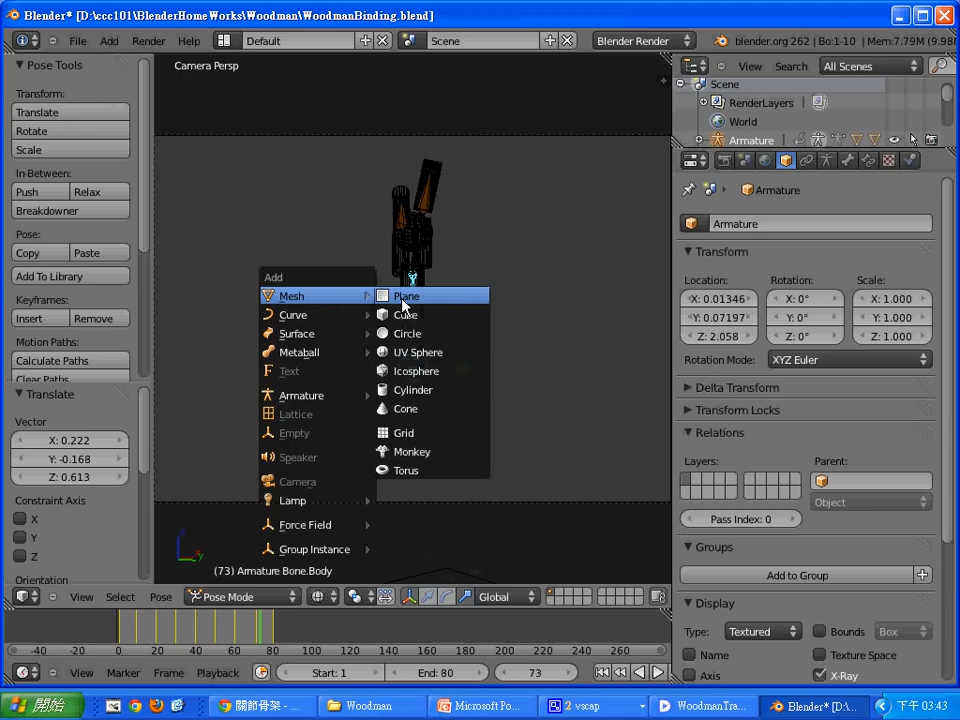 Blender* [D:\ccc101\BlenderHomeWorks\Woodman\WoodmanBinding.blend]
File Add Render Help Default Scene Blender Render blender.org 262 | Bo:1-10 | Mem:7.79M (9.98M
Pose Tools
Transform:
Translate
Rotate
Scale
In-Between:
Push Relax
Breakdowner
Pose:
Copy Paste
Add To Library
Keyframes:
Insert Remove
Motion Paths:
Calculate Paths
Clear Paths
Translate
Vector
X: 0.222
Y: -0.168
Z: 0.613
Constraint Axis
X
Y
Z
Orientation
Camera Persp
Add
Mesh
Curve
Surface
Metaball
Text
Armature
Lattice
Empty
Speaker
Camera
Lamp
Force Field
Group Instance
Plane
Cube
Circle
UV Sphere
Icosphere
Cylinder
Cone
Grid
Monkey
Torus
(73) Armature Bone.Body
View Select Pose Pose Mode Global
-40 -20 0 20 40 60 80 100 120 140 160 180 200 220 240 260
View Marker Frame Playback Start: 1 End: 80 73
View Search All Scenes
Scene
RenderLayers
World
Armature
Armature
Armature
Transform
Location: Rotation: Scale:
X: 0.01346 X: 0° X: 1.000
Y: 0.07197 Y: 0° Y: 1.000
Z: 2.058 Z: 0° Z: 1.000
Rotation Mode: XYZ Euler
Delta Transform
Transform Locks
Relations
Layers: Parent:
Object
Pass Index: 0
Groups
Add to Group
Display
Type: Textured Bounds Box
Name Texture Space
Axis X-Ray
開始 關節骨架 - ... Woodman Microsoft Po... 2 vscap WoodmanTra... Blender* [D:\... 下午 03:43